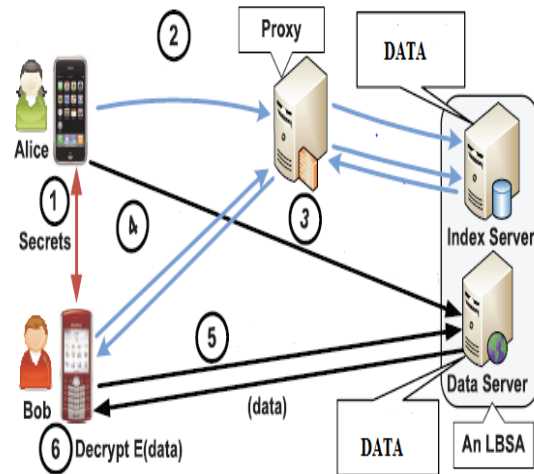 2
Proxy
DATA
Alice
1
Secrets
4
3
Index Server
5
Data Server
Bob
(data)
6 Decrypt E(data)
DATA
An LBSA